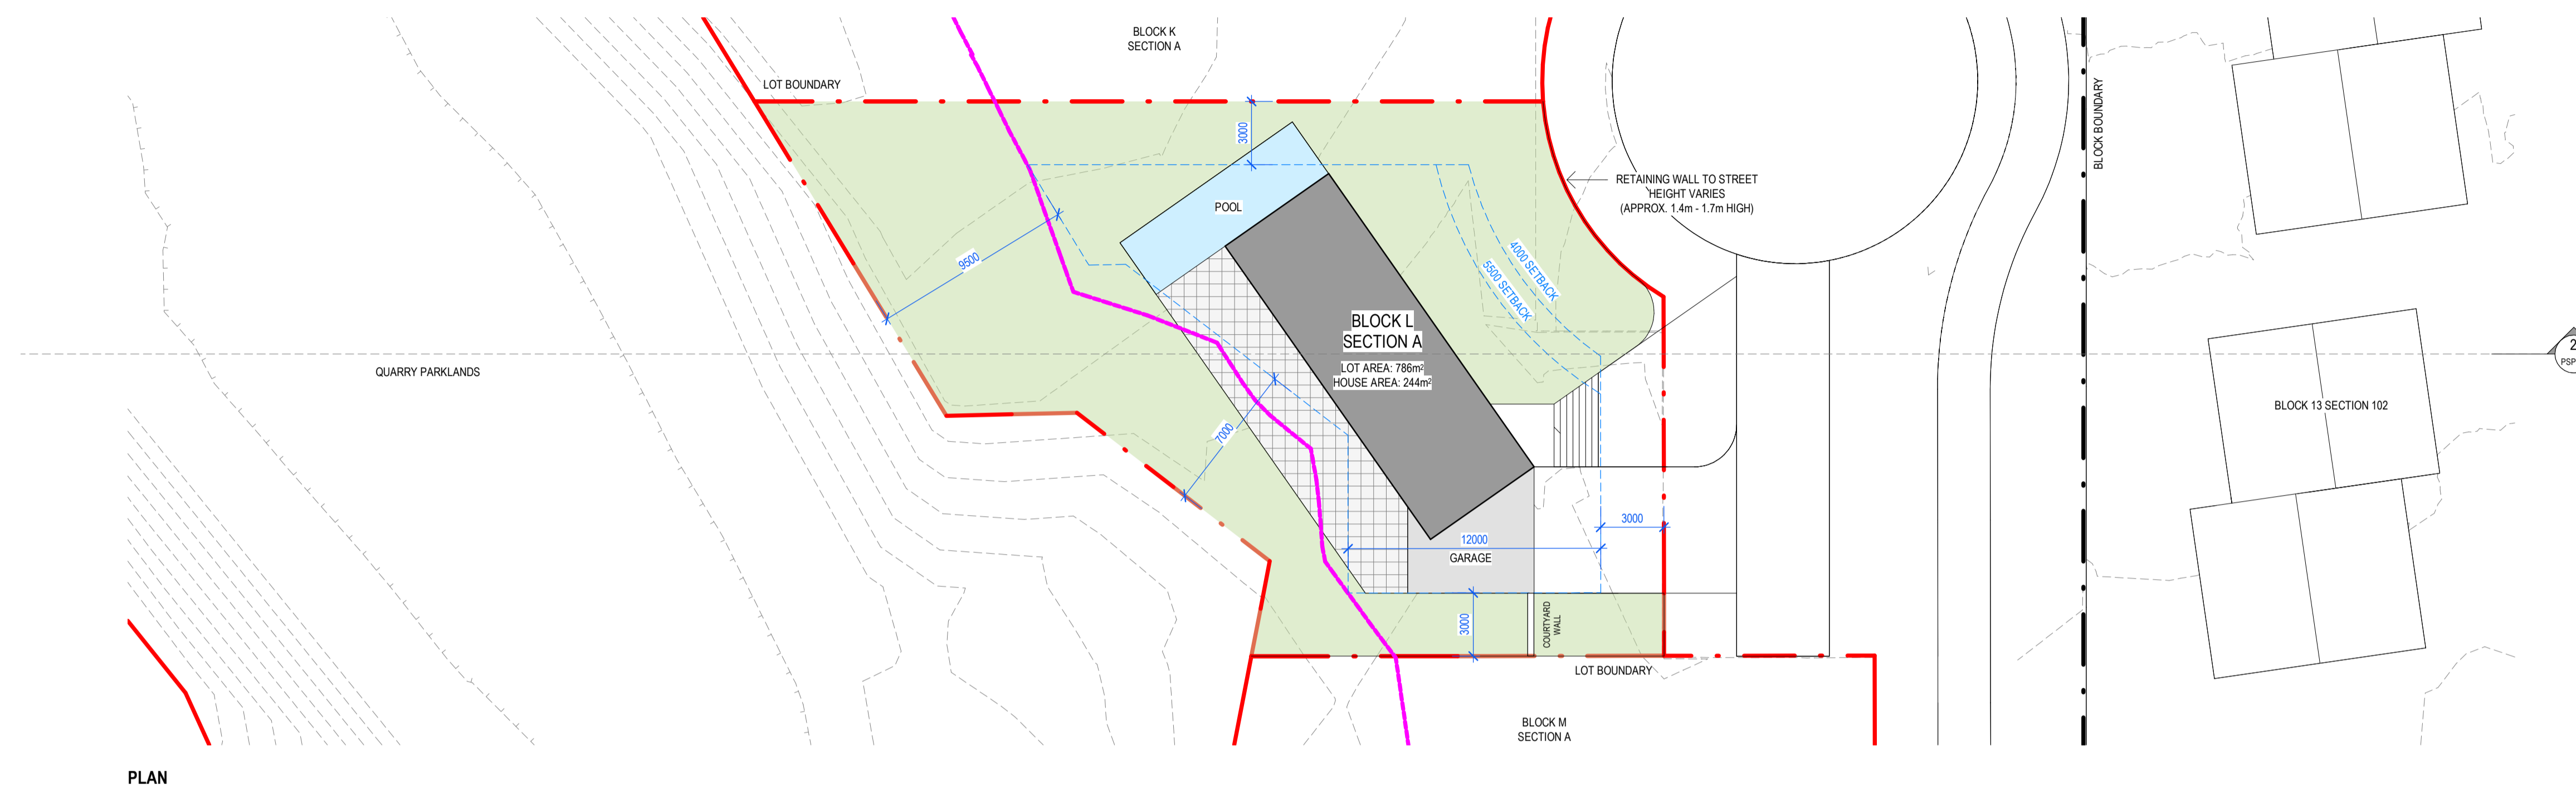 BLOCK K
SECTION A
LOT BOUNDARY
3000
BLOCK BOUNDARY
RETAINING WALL TO STREET
HEIGHT VARIES
(APPROX. 1.4m - 1.7m HIGH)
POOL
9500
4000 SETBACK
5500 SETBACK
BLOCK L
SECTION A
LOT AREA: 786m²
HOUSE AREA: 244m²
2
PSP
QUARRY PARKLANDS
BLOCK 13 SECTION 102
7000
3000
12000
GARAGE
3000
COURTYARD
WALL
LOT BOUNDARY
BLOCK M
SECTION A
PLAN